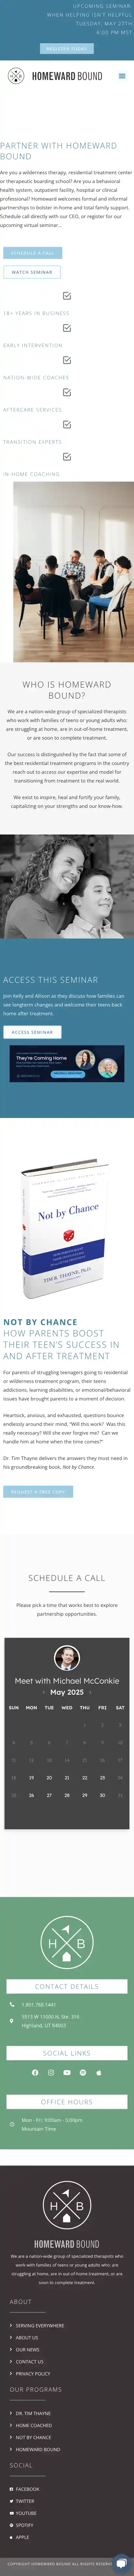 UPCOMING SEMINAR:
WHEN HELPING ISN'T HELPFUL
TUESDAY, MAY 27TH
6:00 PM MST
REGISTER TODAY
HOMEWARD BOUND
PARTNER WITH HOMEWARD
BOUND
Are you a wilderness therapy, residential treatment center
or therapeutic boarding school? Are you a behavioral
health system, outpatient facility, hospital or clinical
professional? Homeward Bound welcomes families of
teens for help to thrive in home and total family support.
Schedule call directly with our CEO, or register for our
upcoming virtual seminar...
SCHEDULE A CALL
WATCH SEMINAR
18+ YEARS IN BUSINESS
EARLY INTERVENTION
NATION-WIDE COACHES
AFTERCARE SERVICES
TRANSITION EXPERTS
IN-HOME COACHING
WHO IS HOMEWARD
BOUND?
We are a nation-wide group of specialized therapists
who work with families of teens or young adults who
are struggling at home, are in out-of-home treatment,
or are soon to complete treatment.
Our success is distinguished by the fact that some of
the best residential treatment programs in the country
reach out to access our expertise and model for
transitioning from treatment to the real world.
We exist to inspire, heal and fortify your family,
capitalizing on your strengths and our know-how.
ACCESS THIS SEMINAR
Join Kelly and Allison as they discuss how families can
see longterm changes and welcome their teens back
home after treatment.
ACCESS SEMINAR
They're Coming Home
Not by Chance
TIM R. THAYNE, PH.D.
NOT BY CHANCE
HOW PARENTS BOOST
THEIR TEEN'S SUCCESS IN
AND AFTER TREATMENT
For parents of struggling teenagers going to residential
or wilderness treatment programs, their teens
addictions, learning disabilities, or emotional/behavioral
issues have brought parents to a moment of decision.
Heartsick, anxious, and exhausted, questions bounce
endlessly around their mind, "Will this work? Was this
really necessary? Will she ever forgive me? Can we
handle him at home when the time comes?"
Dr. Tim Thayne delivers the answers they most need in
his groundbreaking book, Not by Chance.
REQUEST A FREE COPY
SCHEDULE A CALL
Please pick a time that works best to explore
partnership opportunities.
Meet with Michael McConkie
‹ May 2025 ›
SUN MON TUE WED THU FRI SAT
1 2 3
4 5 6 7 8 9 10
11 12 13 14 15 16 17
18 19 20 21 22 23 24
25 26 27 28 29 30 31
H B
CONTACT DETAILS
1.801.766.1441
5513 W 11000 N, Ste. 316
Highland, UT 84003
SOCIAL LINKS
OFFICE HOURS
Mon - Fri: 9:00am - 5:00pm
Mountain Time
H B
HOMEWARD BOUND
We are a nation-wide group of specialized therapists who
work with families of teens or young adults who are
struggling at home, are in out-of-home treatment, or are
soon to complete treatment.
ABOUT
SERVING EVERYWHERE
ABOUT US
OUR NEWS
CONTACT US
PRIVACY POLICY
OUR PROGRAMS
DR. TIM THAYNE
HOME COACHED
NOT BY CHANCE
HOMEWARD BOUND
SOCIAL
FACEBOOK
TWITTER
YOUTUBE
SPOTIFY
APPLE
COPYRIGHT HOMEWARD BOUND ALL RIGHTS RESERV